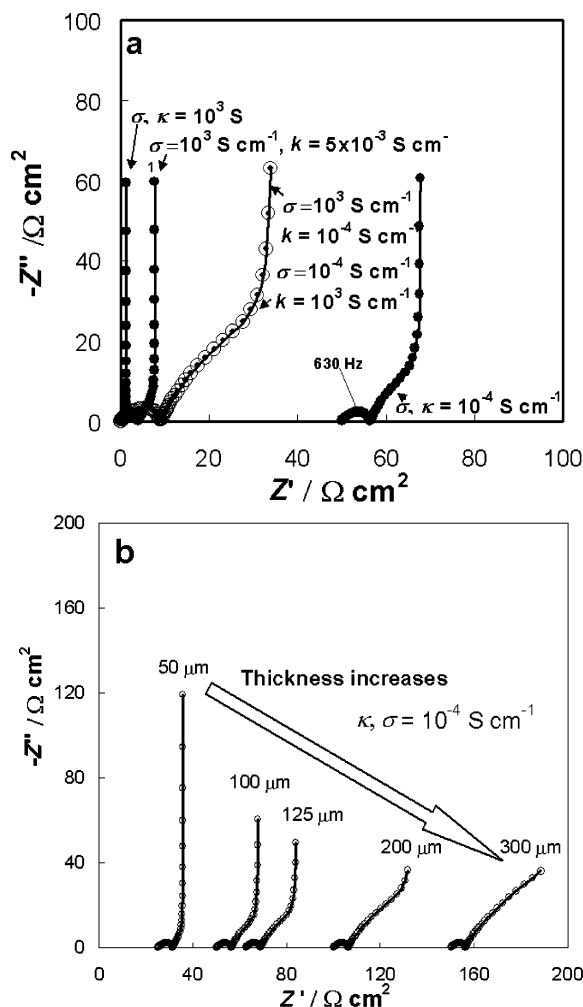 100
a
80
σ, κ = 10³ S
σ=10³ S cm⁻¹, k = 5x10⁻³ S cm⁻
1
60
σ=10³ S cm⁻¹
k = 10⁻⁴ S cm⁻¹
40
σ=10⁻⁴ S cm⁻¹
k = 10³ S cm⁻¹
20
630 Hz
σ, κ = 10⁻⁴ S cm⁻¹
0
0 20 40 60 80 100
-Z'' /Ω cm²
Z' / Ω cm²
200
b
160
50 μm
Thickness increases
120
κ, σ = 10⁻⁴ S cm⁻¹
80
100 μm
125 μm
200 μm
300 μm
40
0
0 40 80 120 160 200
-Z'' / Ω cm²
Z' / Ω cm²